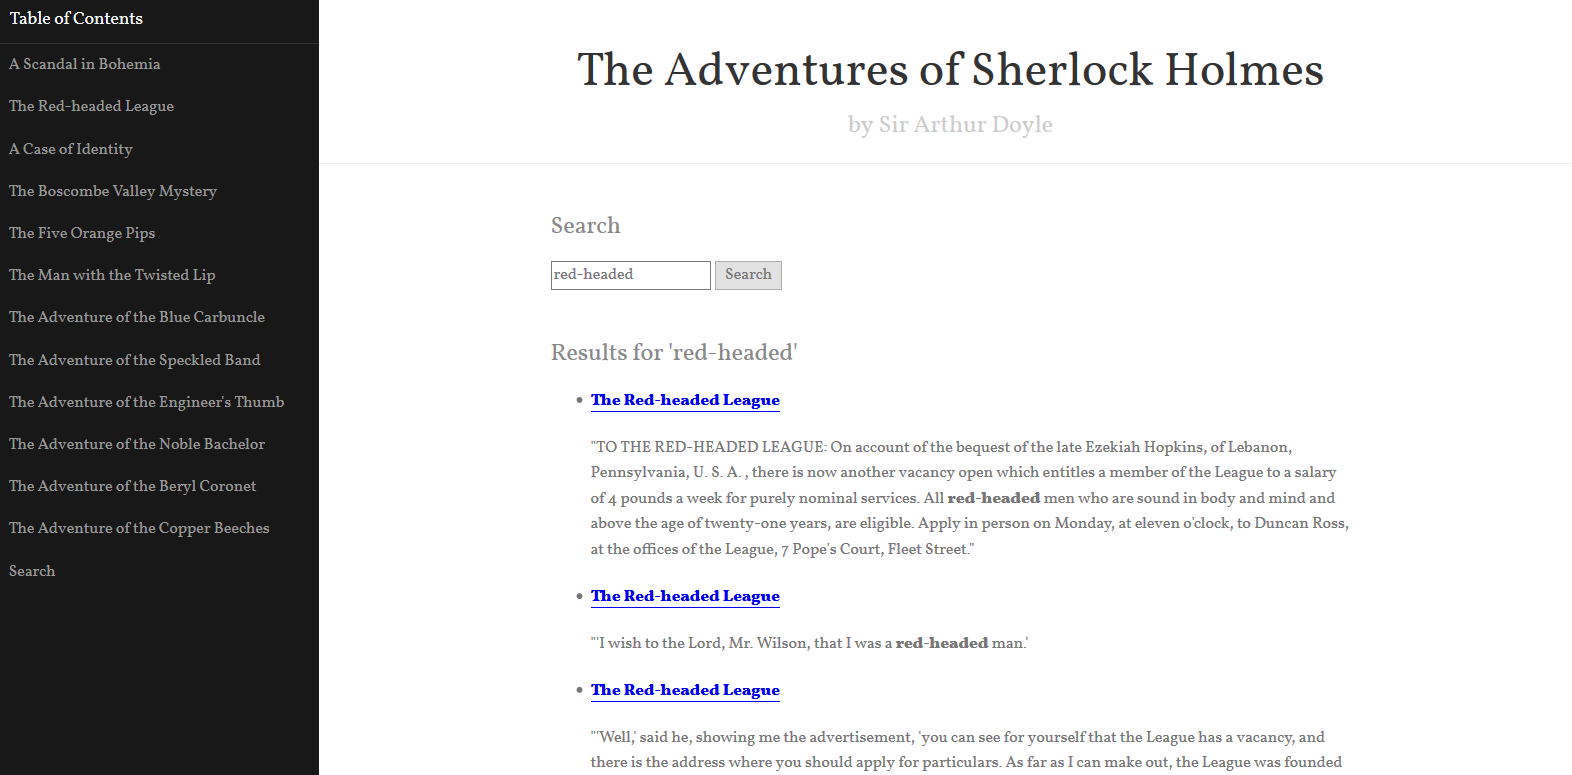 Table of Contents
A Scandal in Bohemia
The Red-headed League
A Case of Identity
The Boscombe Valley Mystery
The Five Orange Pips
The Man with the Twisted Lip
The Adventure of the Blue Carbuncle
The Adventure of the Speckled Band
The Adventure of the Engineer's Thumb
The Adventure of the Noble Bachelor
The Adventure of the Beryl Coronet
The Adventure of the Copper Beeches
Search
The Adventures of Sherlock Holmes
by Sir Arthur Doyle
Search
red-headed Search
Results for 'red-headed'
• The Red-headed League
"TO THE RED-HEADED LEAGUE: On account of the bequest of the late Ezekiah Hopkins, of Lebanon,
Pennsylvania, U. S. A. , there is now another vacancy open which entitles a member of the League to a salary
of 4 pounds a week for purely nominal services. All red-headed men who are sound in body and mind and
above the age of twenty-one years, are eligible. Apply in person on Monday, at eleven o'clock, to Duncan Ross,
at the offices of the League, 7 Pope's Court, Fleet Street."
• The Red-headed League
"'I wish to the Lord, Mr. Wilson, that I was a red-headed man.'
• The Red-headed League
"'Well,' said he, showing me the advertisement, 'you can see for yourself that the League has a vacancy, and
there is the address where you should apply for particulars. As far as I can make out, the League was founded